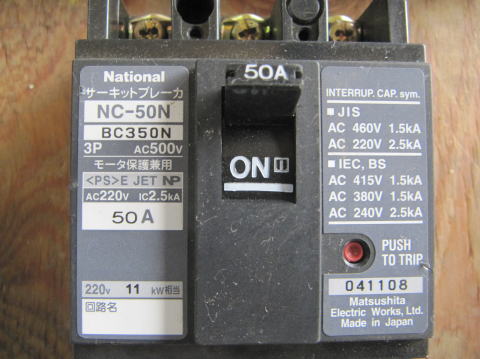 National
サーキットブレーカ
NC-50N
BC350N
3P AC500V
モータ保護兼用
<PS>E JET NP
AC220V IC2.5kA
50A
220V 11 kW相当
回路名
50A
ON
INTERRUP. CAP. sym.
■ JIS
AC 460V 1.5kA
AC 220V 2.5kA
■ IEC, BS
AC 415V 1.5kA
AC 380V 1.5kA
AC 240V 2.5kA
PUSH
TO TRIP
041108
Matsushita
Electric Works, Ltd.
Made in Japan